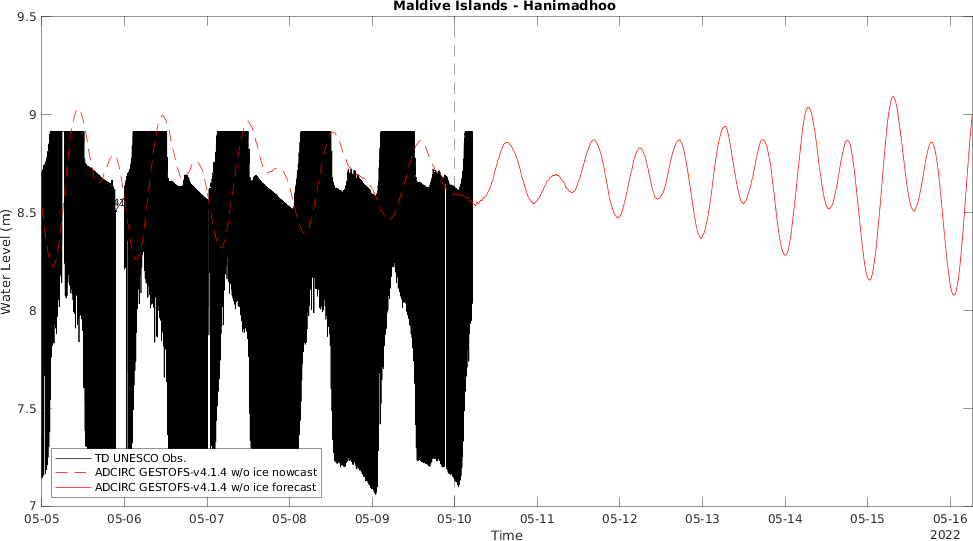 Maldive Islands - Hanimadhoo
9.5
9
8.5
8
7.5
7
Water Level (m)
TD UNESCO Obs.
ADCIRC GESTOFS-v4.1.4 w/o ice nowcast
ADCIRC GESTOFS-v4.1.4 w/o ice forecast
05-05 05-06 05-07 05-08 05-09 05-10 05-11 05-12 05-13 05-14 05-15 05-16
Time
2022